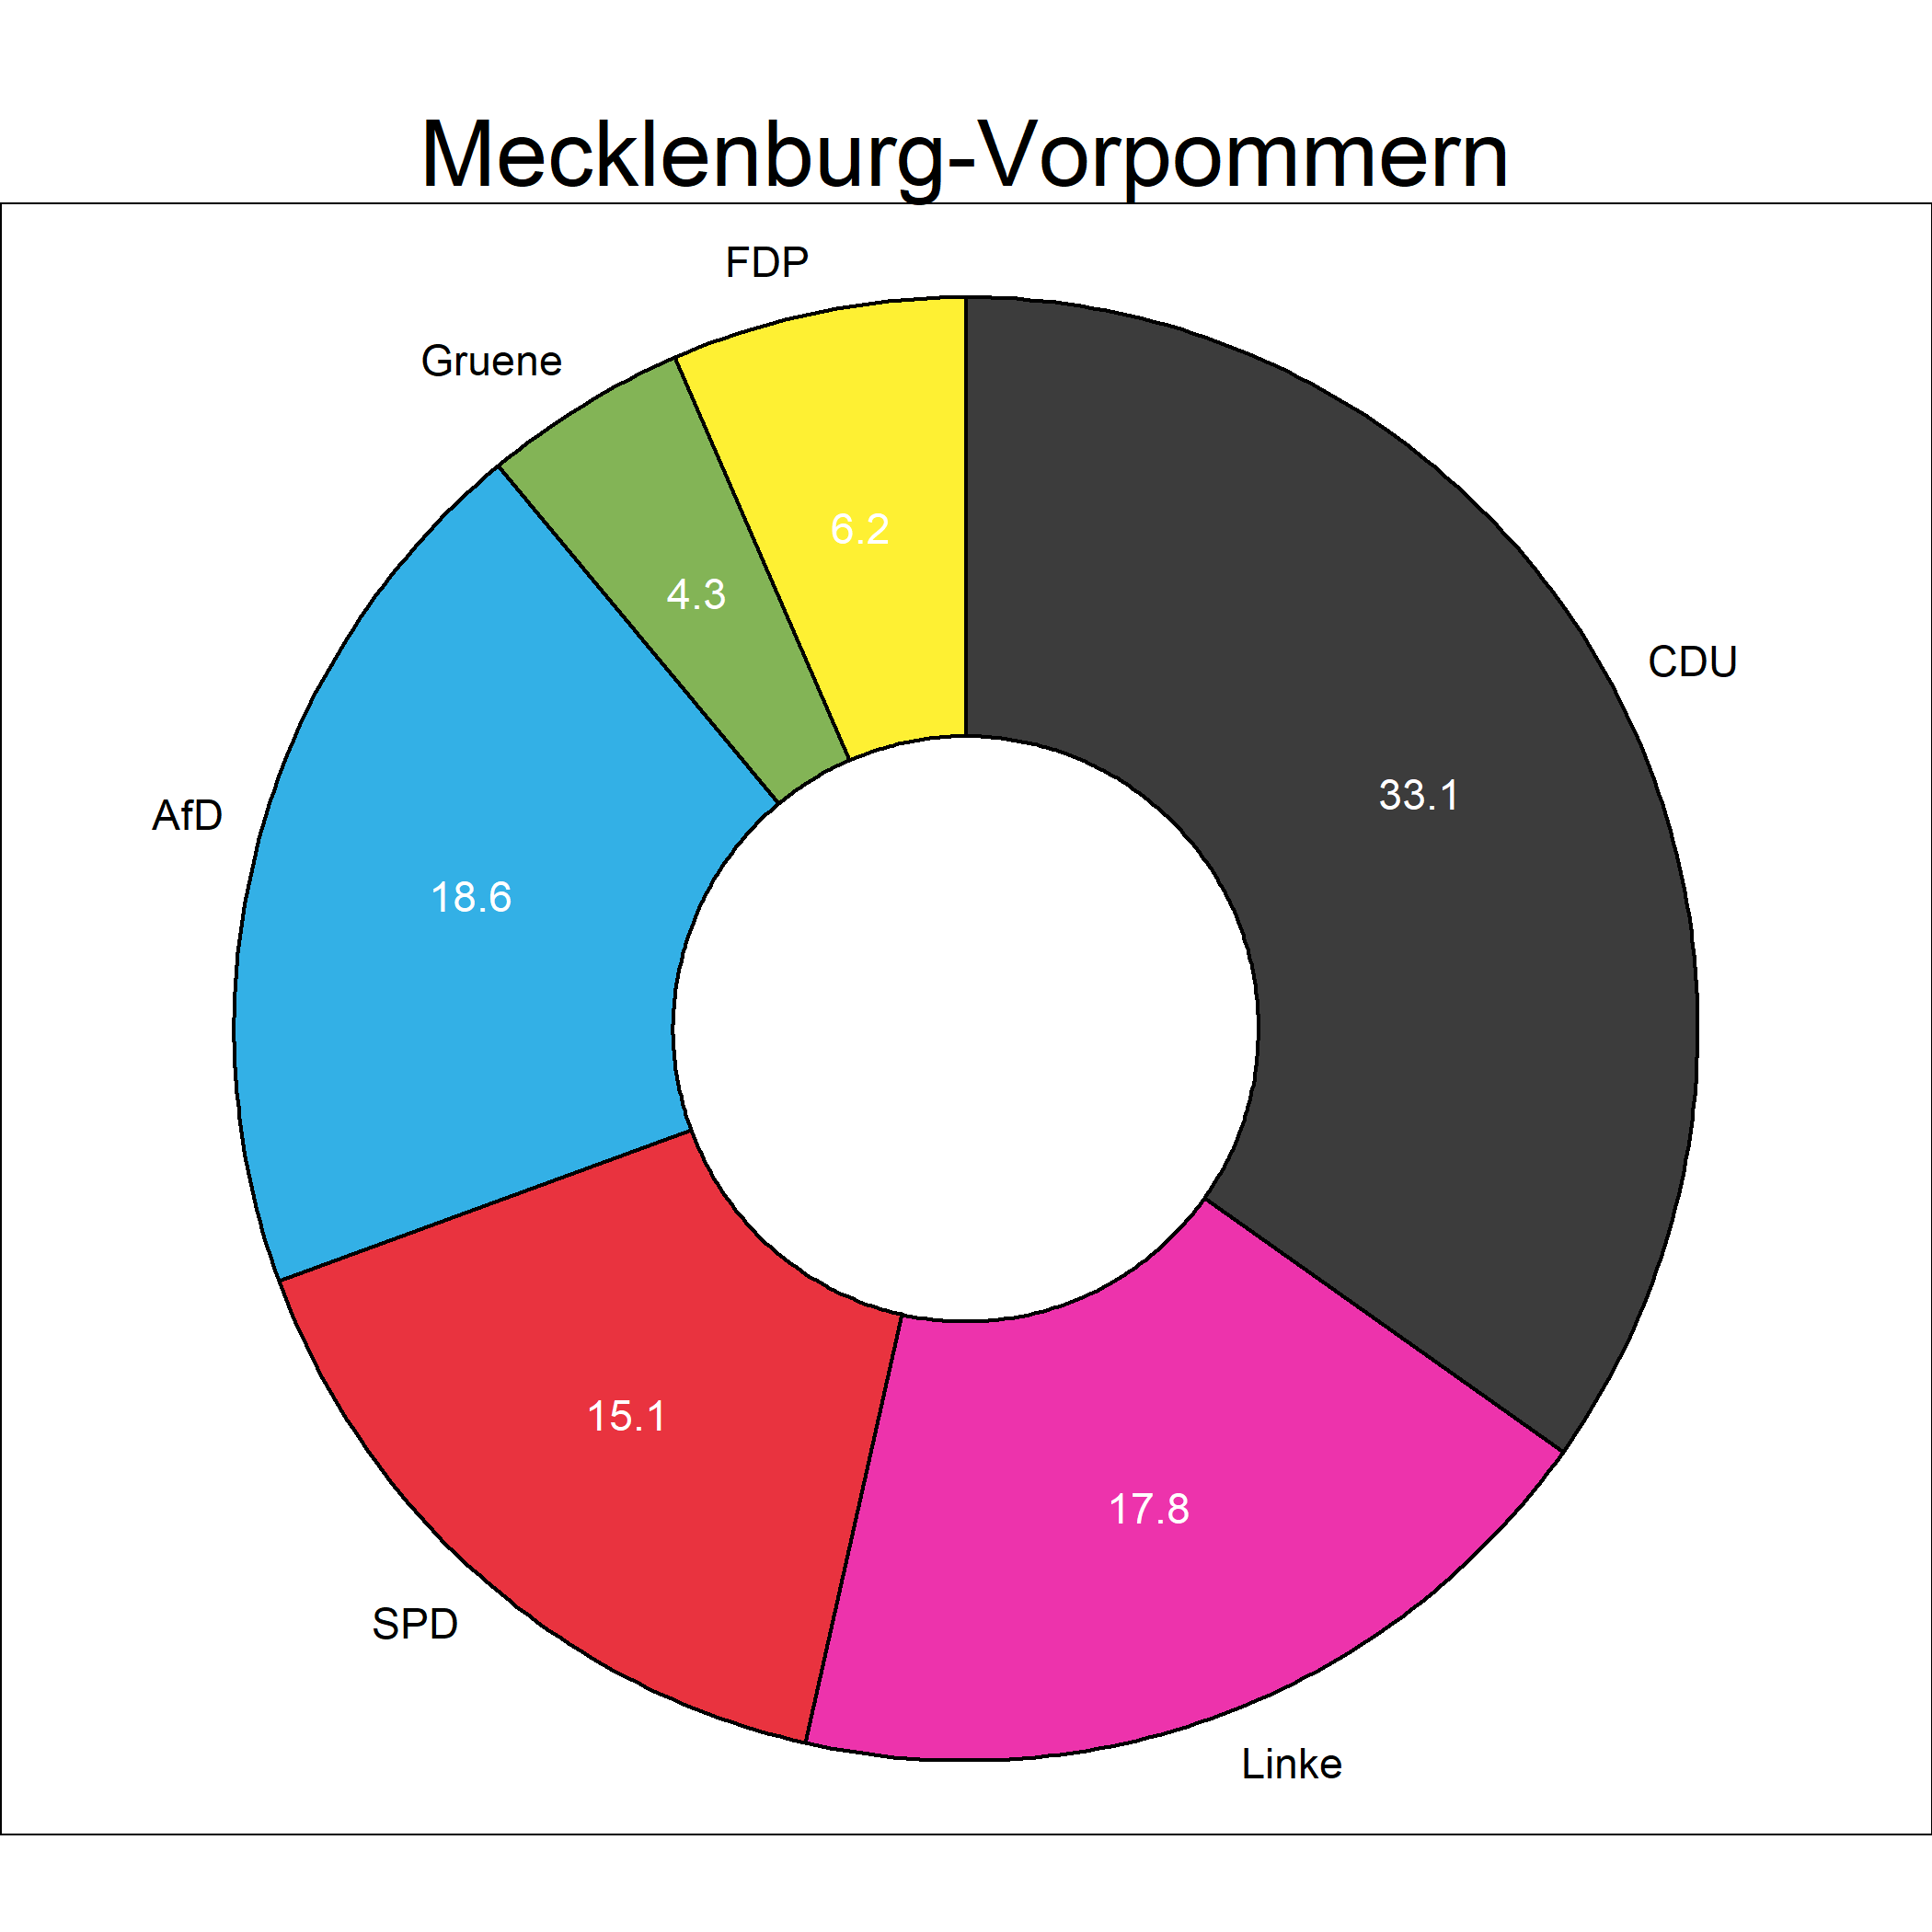 Mecklenburg-Vorpommern
FDP
Gruene
6.2
4.3
CDU
33.1
AfD
18.6
15.1
17.8
SPD
Linke